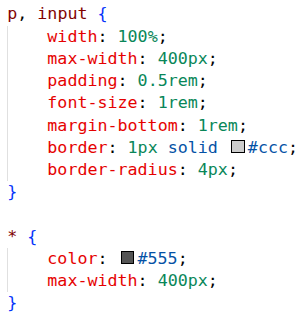 p, input {
    width: 100%;
    max-width: 400px;
    padding: 0.5rem;
    font-size: 1rem;
    margin-bottom: 1rem;
    border: 1px solid #ccc;
    border-radius: 4px;
}

* {
    color: #555;
    max-width: 400px;
}